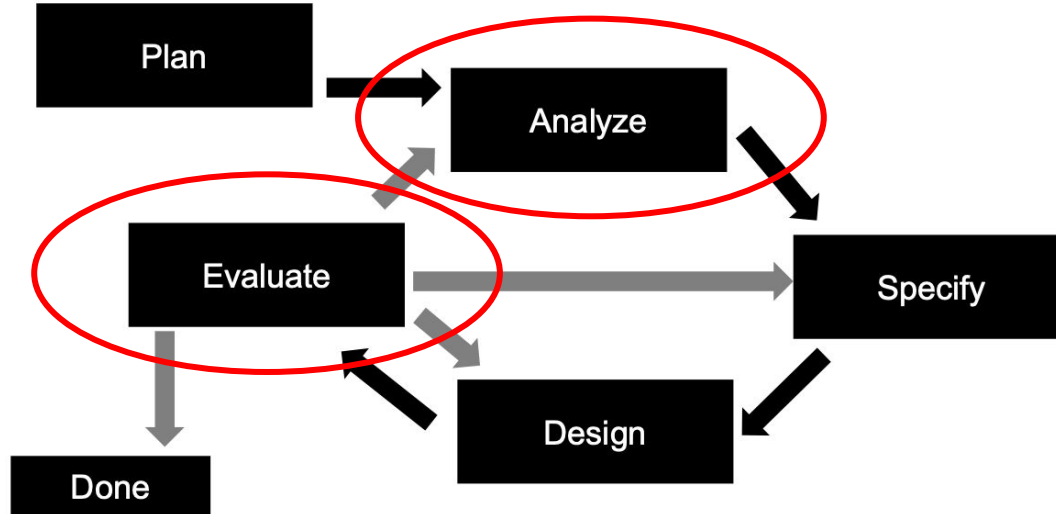 Plan
Analyze
Evaluate
Specify
Design
Done